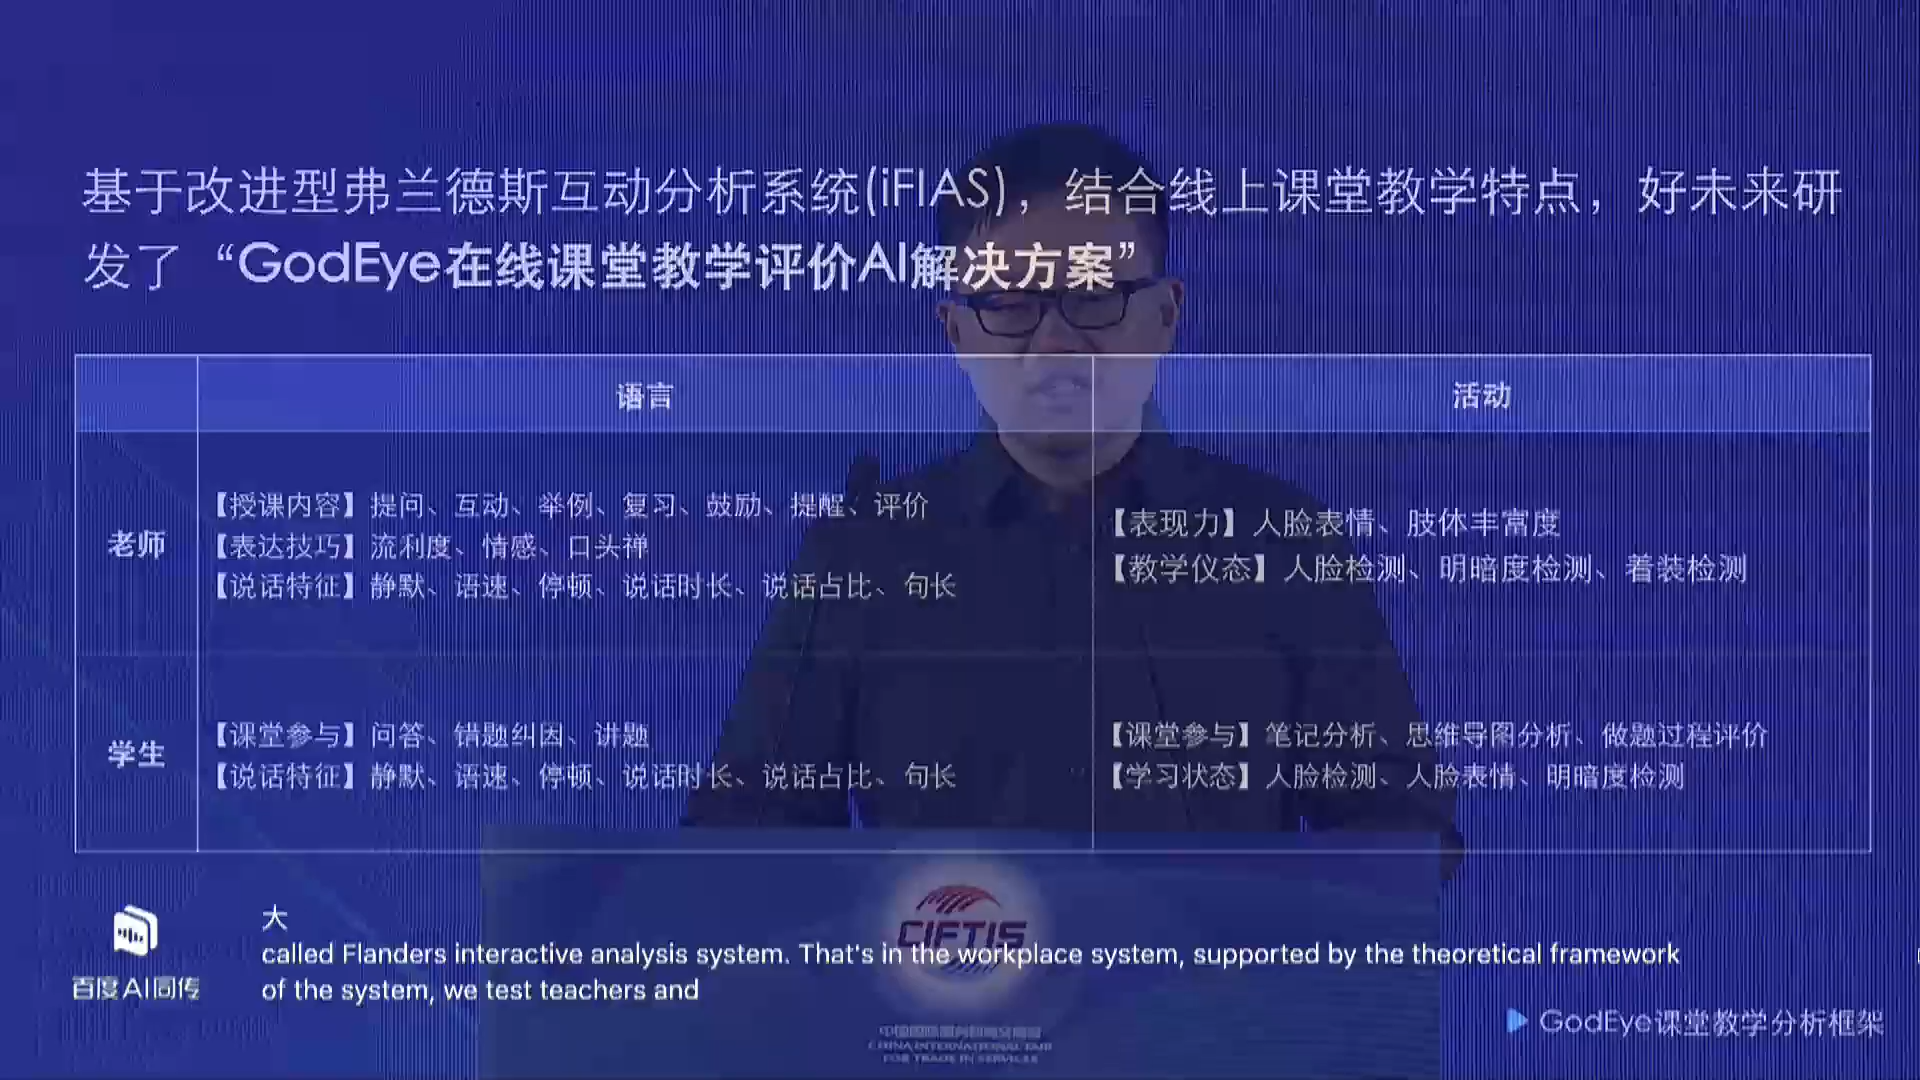 基于改进型弗兰德斯互动分析系统(iFIAS)，结合线上课堂教学特点，好未来研
发了“GodEye在线课堂教学评价AI解决方案”
语言
活动
老师
【授课内容】提问、互动、举例、复习、鼓励、提醒、评价
【表达技巧】流利度、情感、口头禅
【说话特征】静默、语速、停顿、说话时长、说话占比、句长
【表现力】人脸表情、肢体丰富度
【教学仪态】人脸检测、明暗度检测、着装检测
学生
【课堂参与】问答、错题纠因、讲题
【说话特征】静默、语速、停顿、说话时长、说话占比、句长
【课堂参与】笔记分析、思维导图分析、做题过程评价
【学习状态】人脸检测、人脸表情、明暗度检测
大
called Flanders interactive analysis system. That's in the workplace system, supported by the theoretical framework
of the system, we test teachers and
百度AI同传
CIFTIS
CHINA INTERNATIONAL FAIR
FOR TRADE IN SERVICES
GodEye课堂教学分析框架